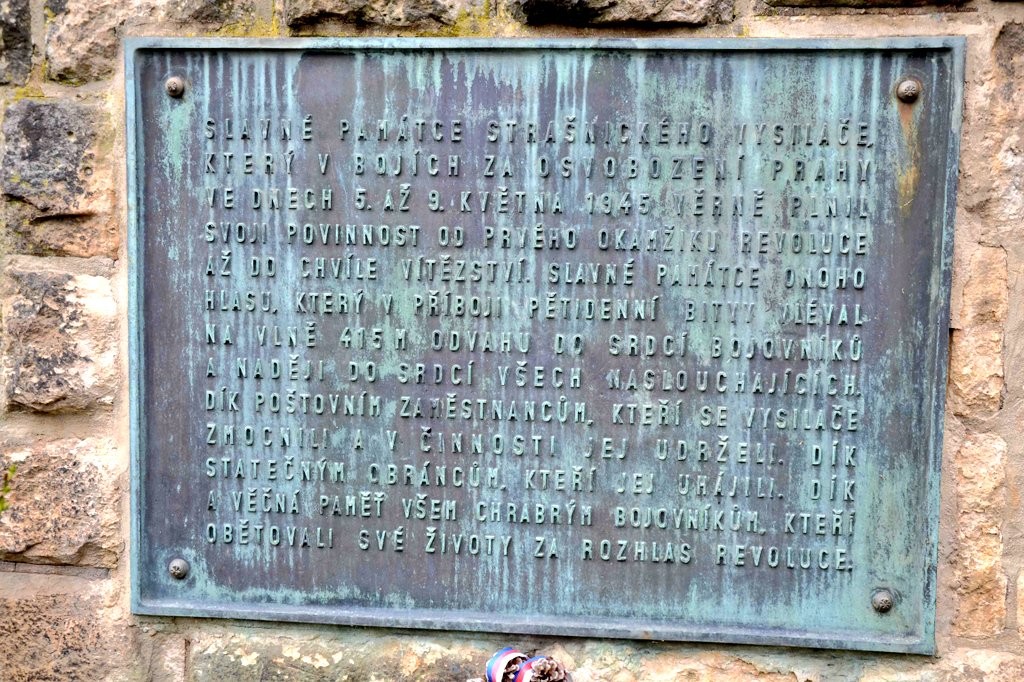 SLAVNÉ PAMÁTCE STRAŠNICKÉHO VYSILAČE,
KTERÝ V BOJÍCH ZA OSVOBOZENÍ PRAHY
VE DNECH 5. AŽ 9. KVĚTNA 1945 VĚRNĚ PLNIL
SVOJI POVINNOST OD PRVÉHO OKAMŽIKU REVOLUCE
AŽ DO CHVÍLE VÍTĚZSTVÍ. SLAVNÉ PAMÁTCE ONOHO
HLASU, KTERÝ V PŘÍBOJI PĚTIDENNÍ BITVY VLÉVAL
NA VLNĚ 415 M ODVAHU DO SRDCÍ BOJOVNÍKŮ
A NADĚJI DO SRDCÍ VŠECH NASLOUCHAJÍCÍCH.
DÍK POŠTOVNÍM ZAMĚSTNANCŮM, KTEŘÍ SE VYSILAČE
ZMOCNILI A V ČINNOSTI JEJ UDRŽELI. DÍK
STATEČNÝM OBRÁNCŮM, KTEŘÍ JEJ UHÁJILI. DÍK
A VĚČNÁ PAMĚŤ VŠEM CHRABRÝM BOJOVNÍKŮM, KTEŘÍ
OBĚTOVALI SVÉ ŽIVOTY ZA ROZHLAS REVOLUCE.